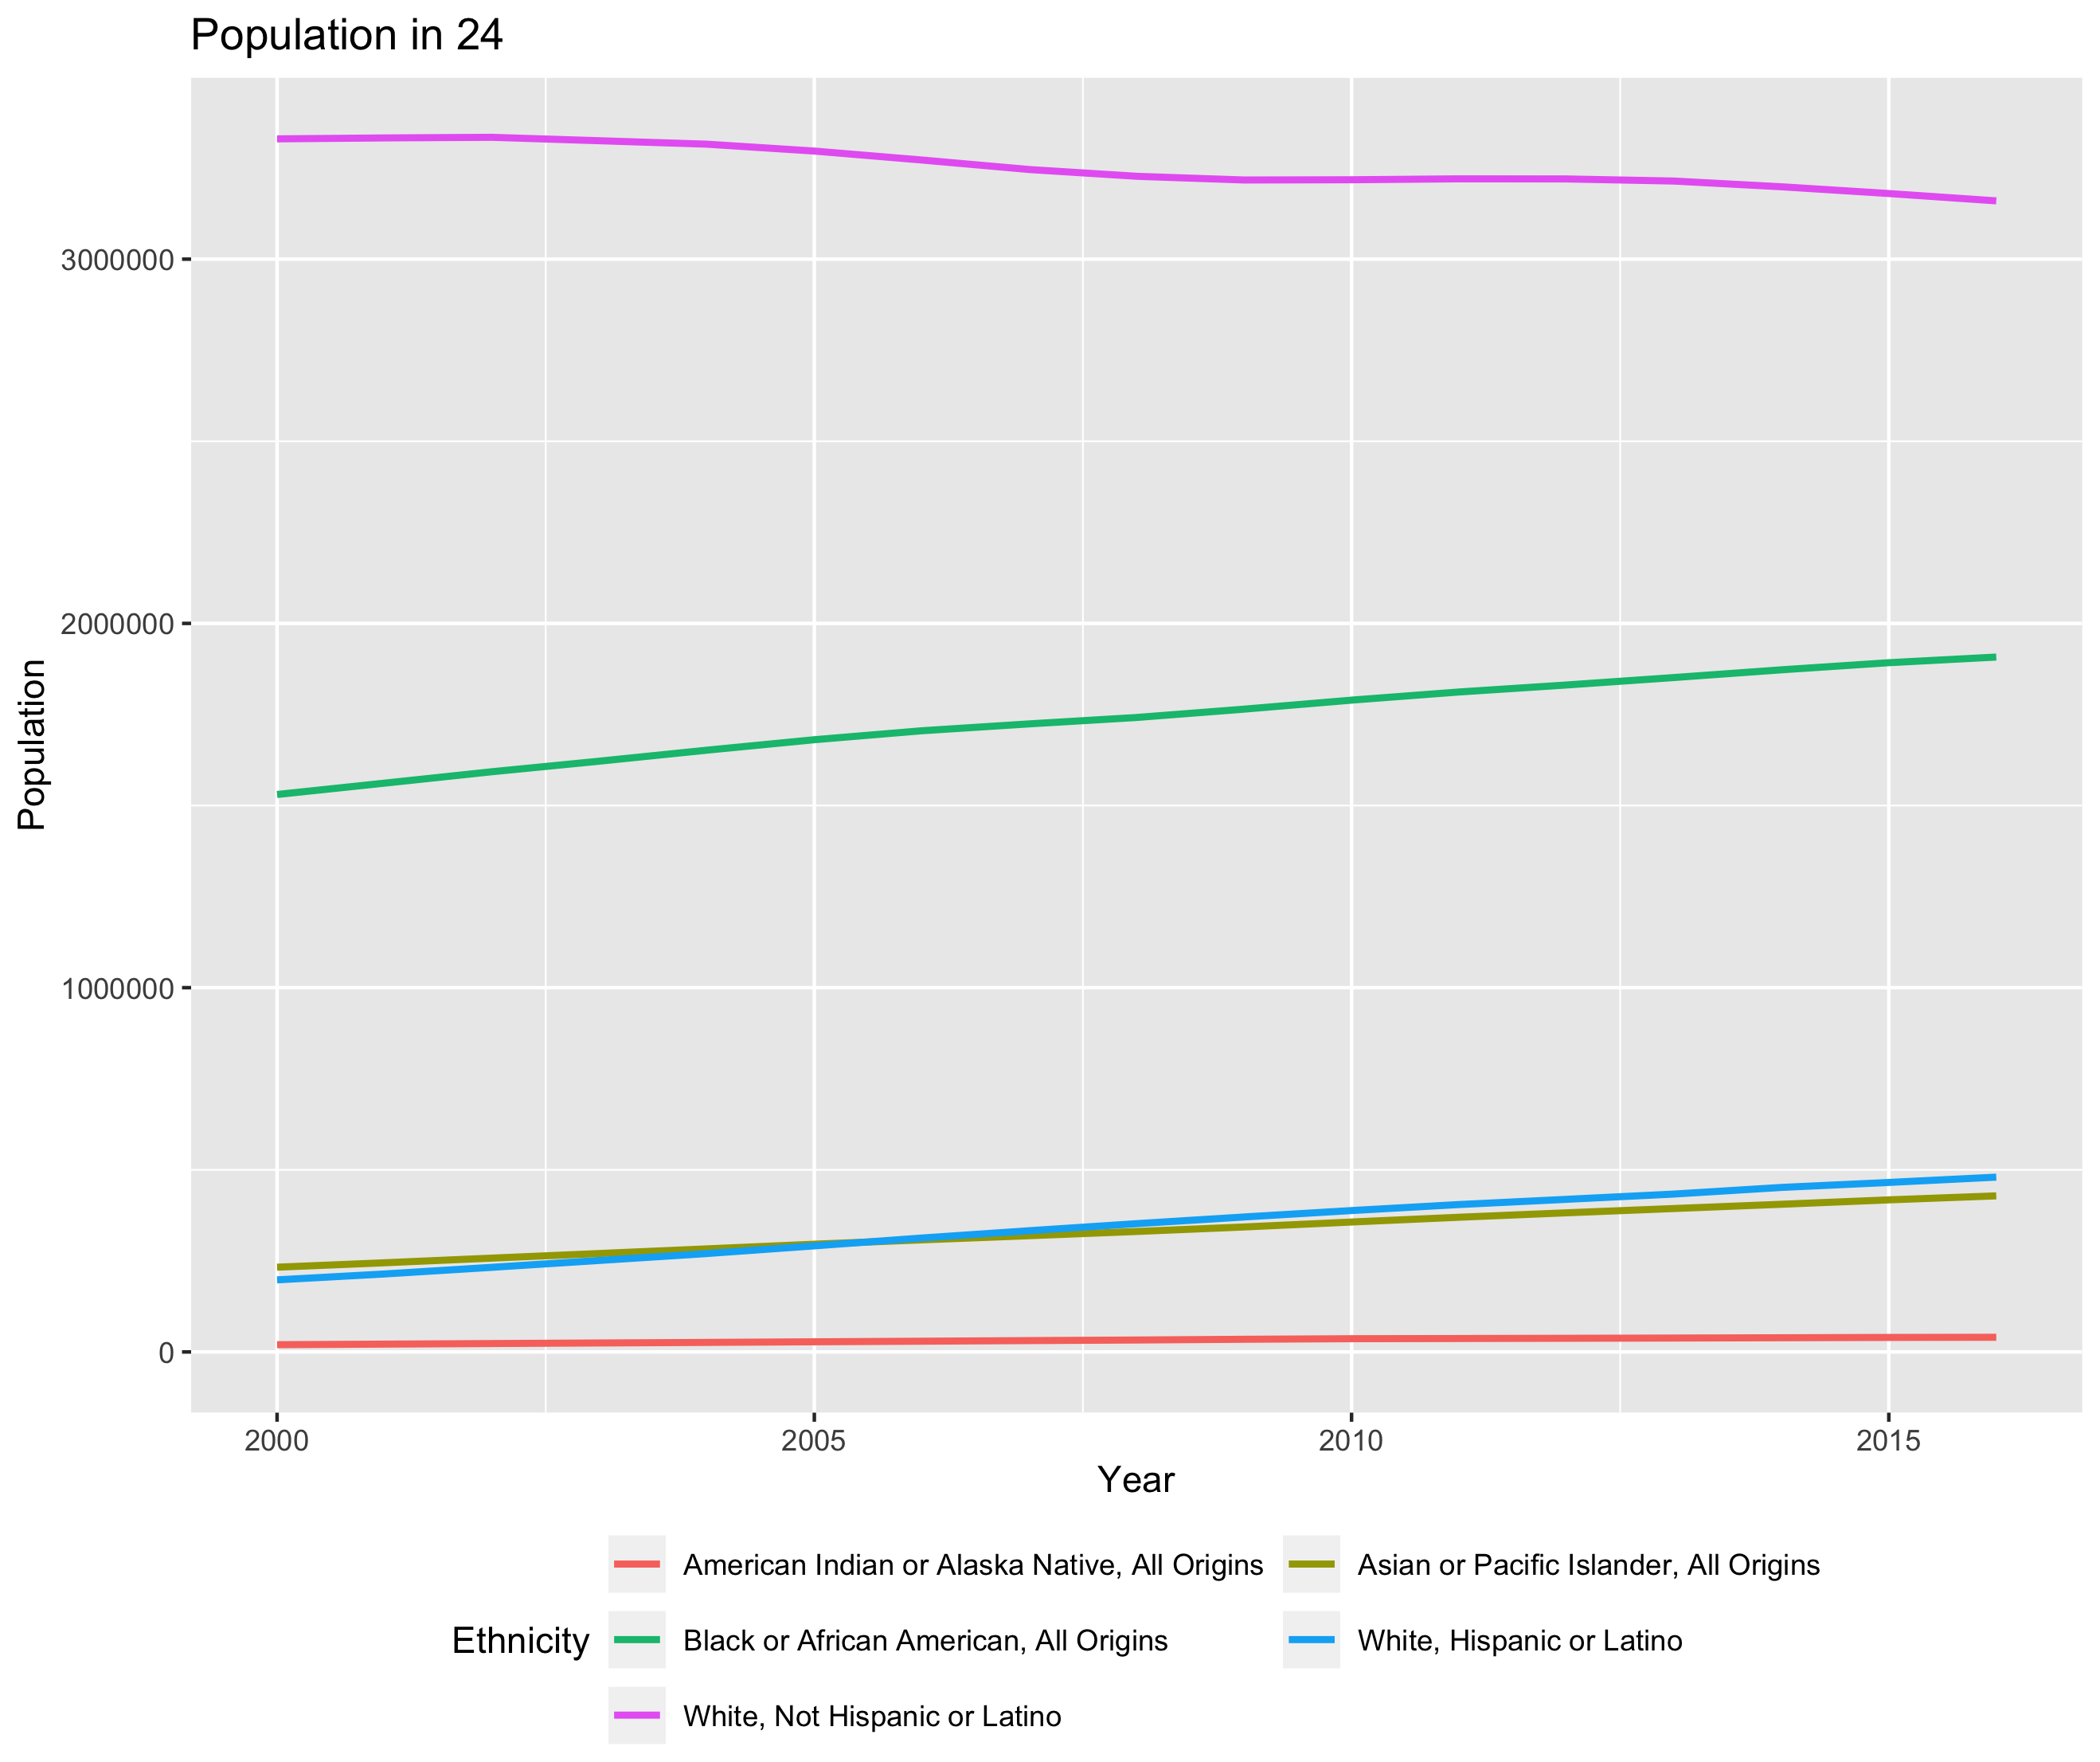 Population in 24
3000000
2000000
1000000
0
Population
2000 2005 2010 2015
Year
Ethnicity
American Indian or Alaska Native, All Origins
Asian or Pacific Islander, All Origins
Black or African American, All Origins
White, Hispanic or Latino
White, Not Hispanic or Latino